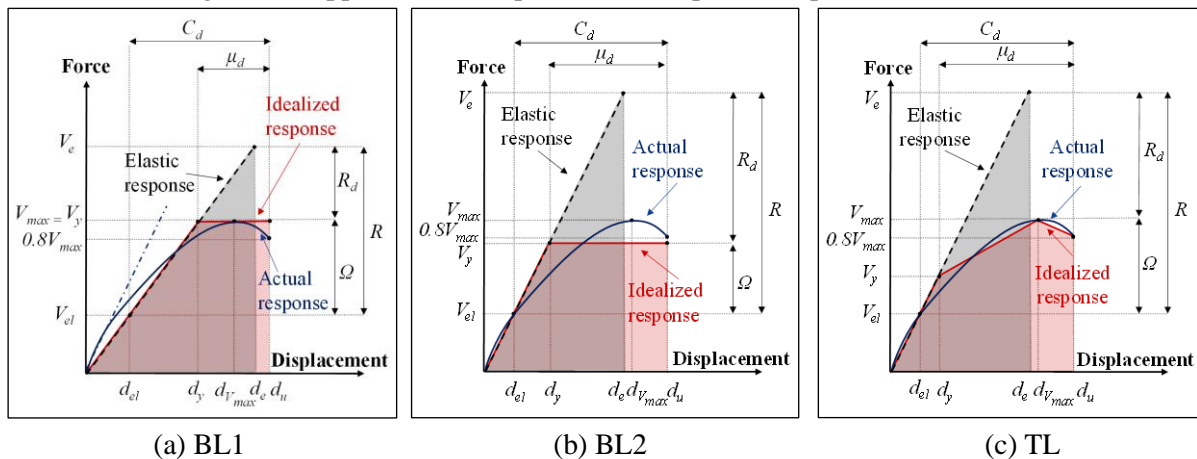 C_d
μ_d
Force
V_e
Elastic
response
Idealized
response
R_d
R
V_max = V_y
0.8V_max
Actual
response
Ω
V_el
Displacement
d_el d_y d_Vmax d_e d_u
(a) BL1
C_d
μ_d
Force
V_e
Elastic
response
Actual
response
R_d
R
V_max
0.8V_max
V_y
Idealized
response
Ω
V_el
Displacement
d_el d_y d_e d_Vmax d_u
(b) BL2
C_d
μ_d
Force
V_e
Elastic
response
Actual
response
R_d
R
V_max
0.8V_max
V_y
Idealized
response
Ω
V_el
Displacement
d_el d_y d_e d_Vmax d_u
(c) TL